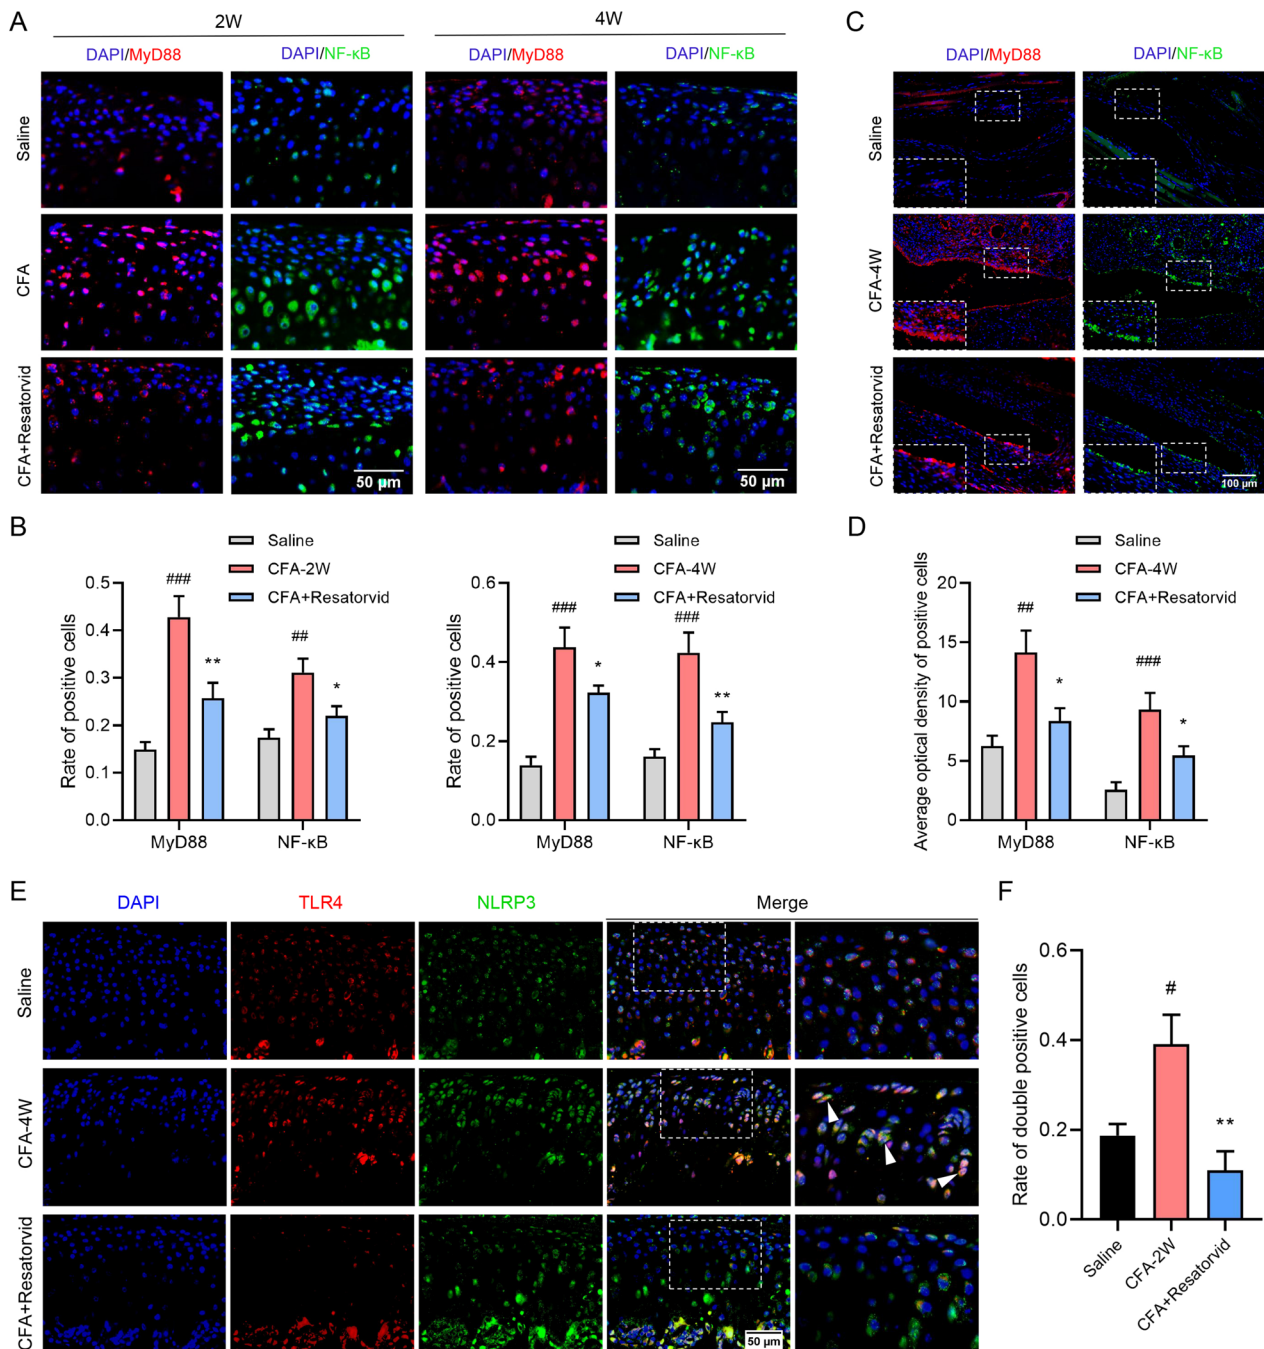 A
2W
4W
DAPI/MyD88
DAPI/NF-κB
DAPI/MyD88
DAPI/NF-κB
Saline
CFA
CFA+Resatorvid
50 μm
50 μm
C
DAPI/MyD88
DAPI/NF-κB
Saline
CFA-4W
CFA+Resatorvid
100 μm
B
Saline
CFA-2W
CFA+Resatorvid
Rate of positive cells
0.5
0.4
0.3
0.2
0.1
0.0
###
**
##
*
MyD88
NF-κB
Saline
CFA-4W
CFA+Resatorvid
Rate of positive cells
0.6
0.4
0.2
0.0
###
*
###
**
MyD88
NF-κB
D
Saline
CFA-4W
CFA+Resatorvid
Average optical density of positive cells
20
15
10
5
0
##
*
###
*
MyD88
NF-κB
E
DAPI
TLR4
NLRP3
Merge
Saline
CFA-4W
CFA+Resatorvid
50 μm
F
Rate of double positive cells
0.6
0.4
0.2
0.0
#
**
Saline
CFA-2W
CFA+Resatorvid